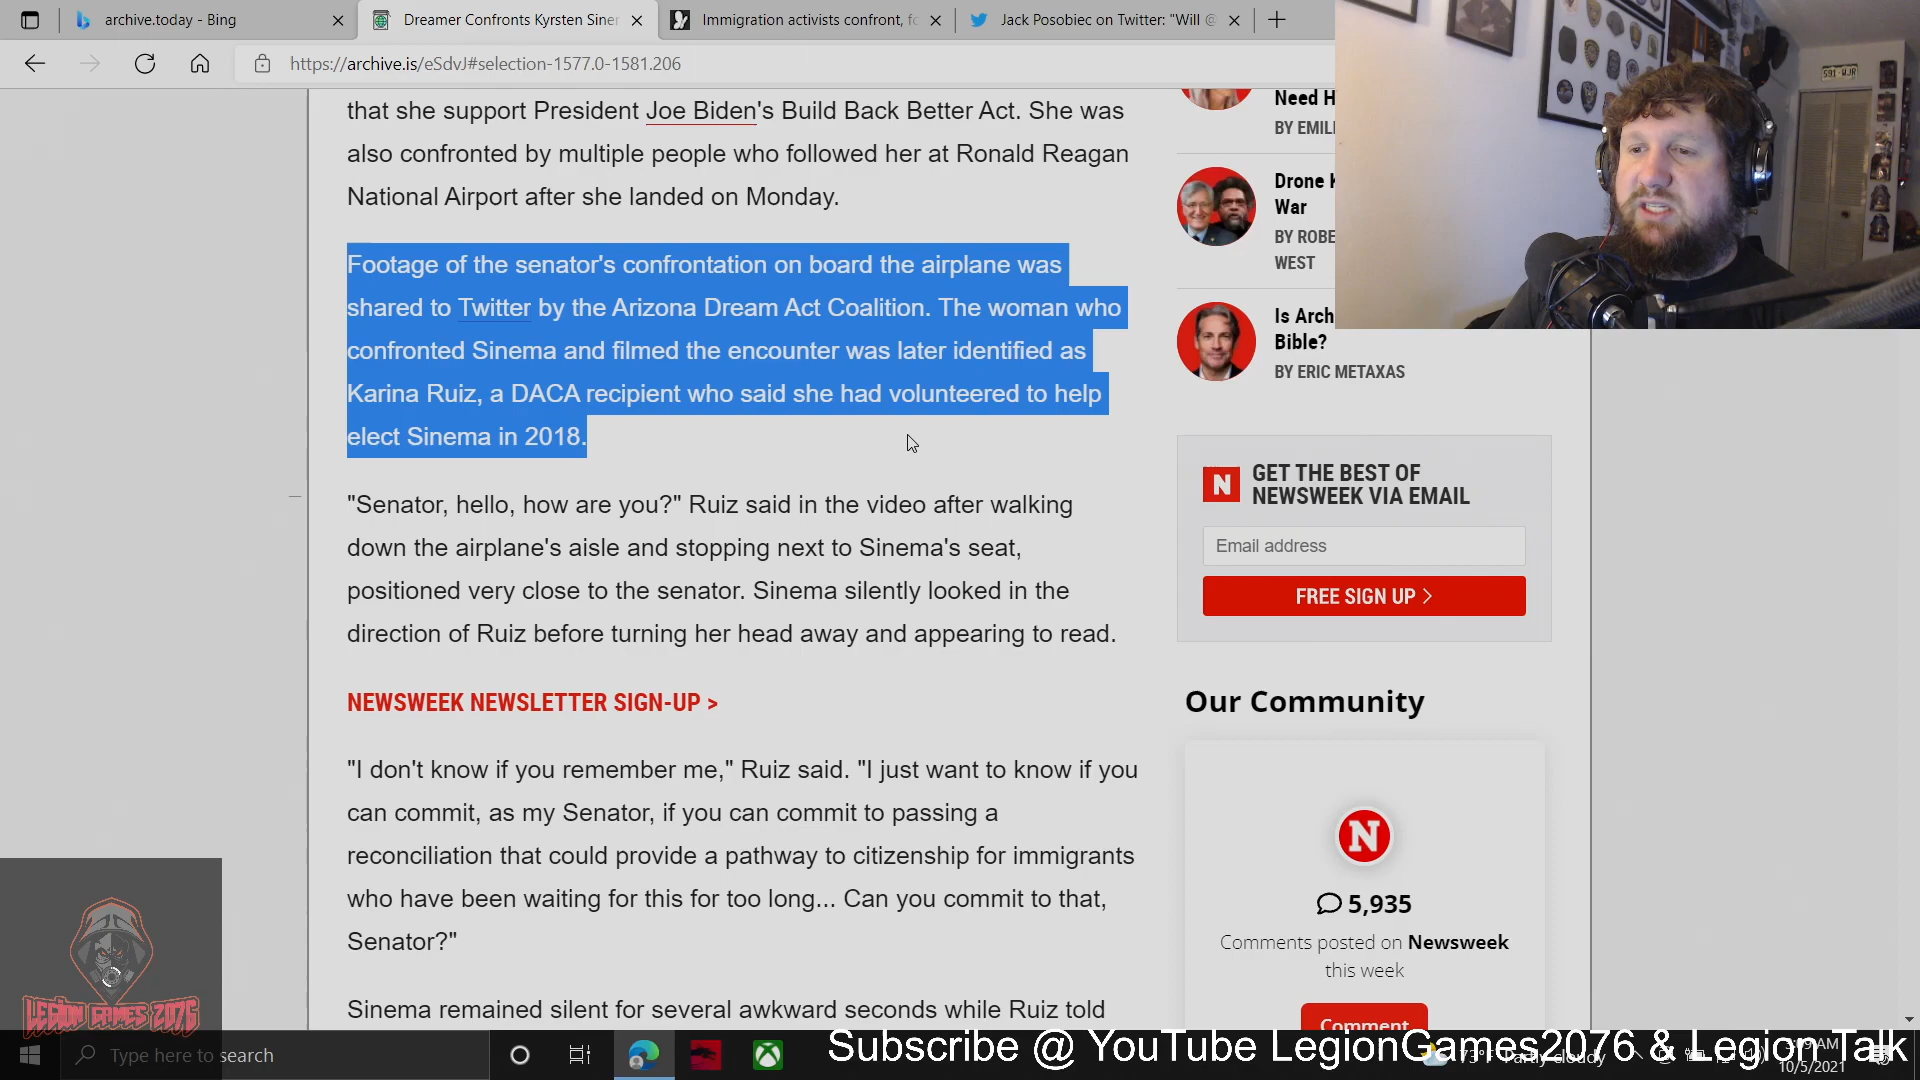 archive.today - Bing
Dreamer Confronts Kyrsten Siner
Immigration activists confront, fo
Jack Posobiec on Twitter: "Will @
https://archive.is/eSdvJ#selection-1577.0-1581.206
that she support President Joe Biden's Build Back Better Act. She was
also confronted by multiple people who followed her at Ronald Reagan
National Airport after she landed on Monday.
Footage of the senator's confrontation on board the airplane was
shared to Twitter by the Arizona Dream Act Coalition. The woman who
confronted Sinema and filmed the encounter was later identified as
Karina Ruiz, a DACA recipient who said she had volunteered to help
elect Sinema in 2018.
"Senator, hello, how are you?" Ruiz said in the video after walking
down the airplane's aisle and stopping next to Sinema's seat,
positioned very close to the senator. Sinema silently looked in the
direction of Ruiz before turning her head away and appearing to read.
NEWSWEEK NEWSLETTER SIGN-UP >
"I don't know if you remember me," Ruiz said. "I just want to know if you
can commit, as my Senator, if you can commit to passing a
reconciliation that could provide a pathway to citizenship for immigrants
who have been waiting for this for too long... Can you commit to that,
Senator?"
Sinema remained silent for several awkward seconds while Ruiz told
Need H
BY EMIL
Drone K
War
BY ROBE
WEST
Is Arch
Bible?
BY ERIC METAXAS
N
GET THE BEST OF
NEWSWEEK VIA EMAIL
Email address
FREE SIGN UP >
Our Community
N
5,935
Comments posted on Newsweek
this week
Comment
LEGION GAMES 2076
Type here to search
Subscribe @ YouTube LegionGames2076 & Legion Talk
73°F Partly cloudy
3:09 AM
10/5/2021